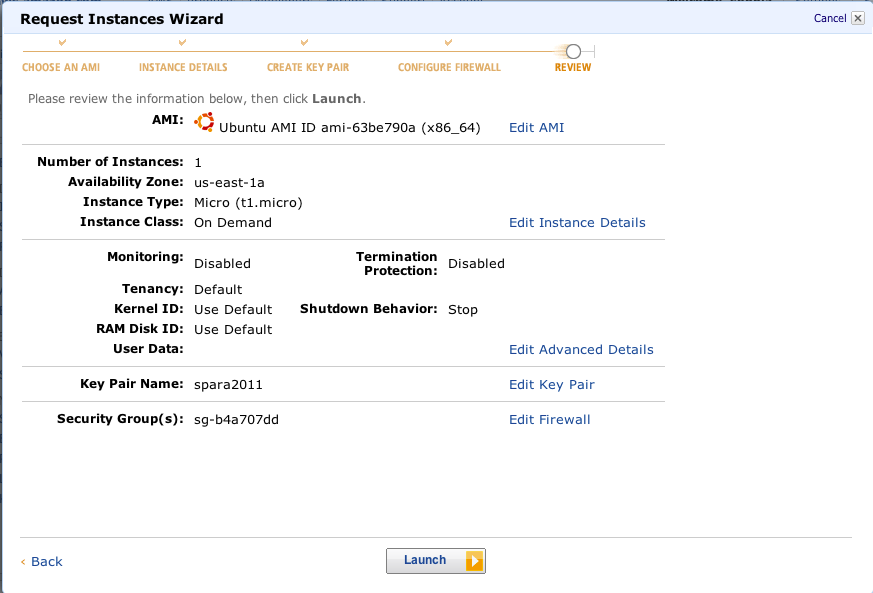 Request Instances Wizard
Cancel
CHOOSE AN AMI INSTANCE DETAILS CREATE KEY PAIR CONFIGURE FIREWALL REVIEW
Please review the information below, then click Launch.
AMI: Ubuntu AMI ID ami-63be790a (x86_64) Edit AMI
Number of Instances: 1
Availability Zone: us-east-1a
Instance Type: Micro (t1.micro)
Instance Class: On Demand Edit Instance Details
Monitoring: Disabled Termination Protection: Disabled
Tenancy: Default
Kernel ID: Use Default Shutdown Behavior: Stop
RAM Disk ID: Use Default
User Data: Edit Advanced Details
Key Pair Name: spara2011 Edit Key Pair
Security Group(s): sg-b4a707dd Edit Firewall
‹ Back Launch